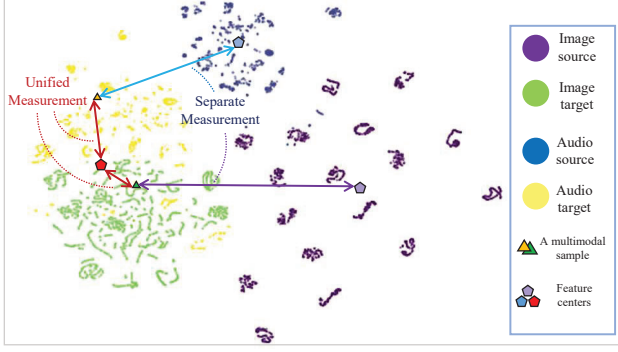 Unified
Measurement
Separate
Measurement
Image
source
Image
target
Audio
source
Audio
target
A multimodal
sample
Feature
centers